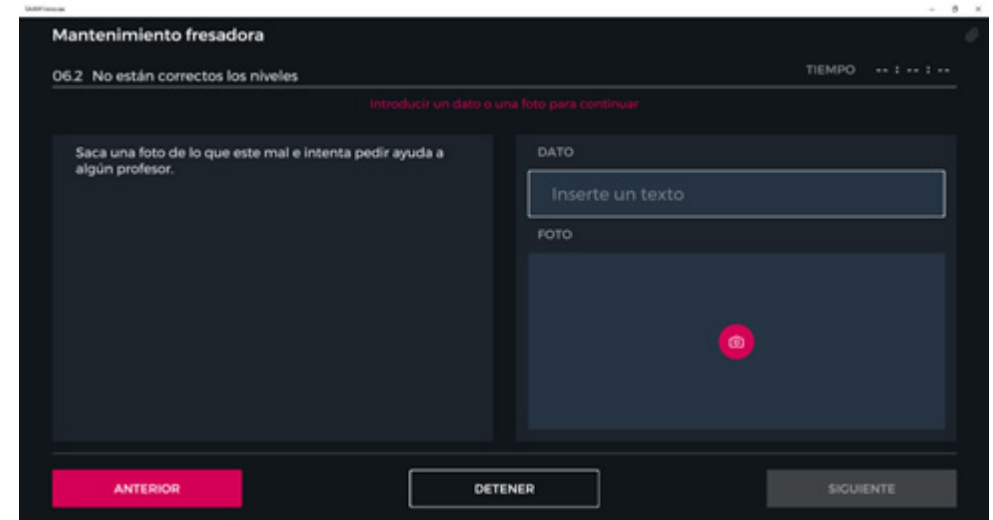 Mantenimiento fresadora
06.2 No están correctos los niveles
TIEMPO -- : -- : --
Introducir un dato o una foto para continuar
Saca una foto de lo que este mal e intenta pedir ayuda a
algún profesor.
DATO
Inserte un texto
FOTO
ANTERIOR
DETENER
SIGUIENTE